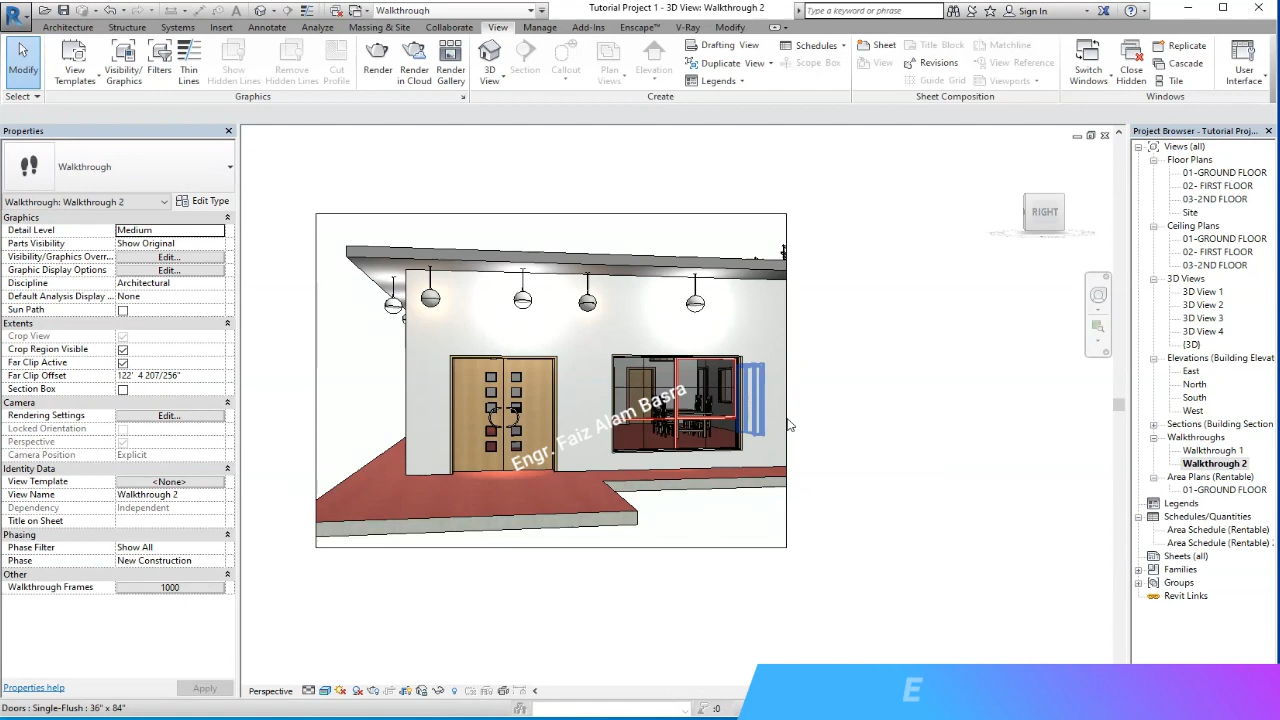 Walkthrough
Tutorial Project 1 - 3D View: Walkthrough 2
Type a keyword or phrase
Sign In
Architecture Structure Systems Insert Annotate Analyze Massing & Site Collaborate View Manage Add-Ins Enscape™ V-Ray Modify
Modify
View Templates
Visibility/ Graphics
Filters
Thin Lines
Show Hidden Lines
Remove Hidden Lines
Cut Profile
Render
Render in Cloud
Render Gallery
3D View
Section
Callout
Plan Views
Elevation
Drafting View
Duplicate View
Legends
Schedules
Scope Box
Sheet
View
Title Block
Revisions
Guide Grid
Matchline
View Reference
Viewports
Switch Windows
Close Hidden
Replicate
Cascade
Tile
User Interface
Select Graphics Create Sheet Composition Windows
Properties
Walkthrough
Walkthrough: Walkthrough 2 Edit Type
Graphics
Detail Level Medium
Parts Visibility Show Original
Visibility/Graphics Overr... Edit...
Graphic Display Options Edit...
Discipline Architectural
Default Analysis Display ... None
Sun Path
Extents
Crop View
Crop Region Visible
Far Clip Active
Far Clip Offset 122' 4 207/256"
Section Box
Camera
Rendering Settings Edit...
Locked Orientation
Perspective
Camera Position Explicit
Identity Data
View Template <None>
View Name Walkthrough 2
Dependency Independent
Title on Sheet
Phasing
Phase Filter Show All
Phase New Construction
Other
Walkthrough Frames 1000
Properties help Apply
RIGHT
Engr. Faiz Alam Basra
Perspective
Doors : Single-Flush : 36" x 84"
:0
E
Project Browser - Tutorial Proj...
Views (all)
Floor Plans
01-GROUND FLOOR
02- FIRST FLOOR
03-2ND FLOOR
Site
Ceiling Plans
01-GROUND FLOOR
02- FIRST FLOOR
03-2ND FLOOR
3D Views
3D View 1
3D View 2
3D View 3
3D View 4
{3D}
Elevations (Building Elevat
East
North
South
West
Sections (Building Section
Walkthroughs
Walkthrough 1
Walkthrough 2
Area Plans (Rentable)
01-GROUND FLOOR
Legends
Schedules/Quantities
Area Schedule (Rentable)
Area Schedule (Rentable) 2
Sheets (all)
Families
Groups
Revit Links